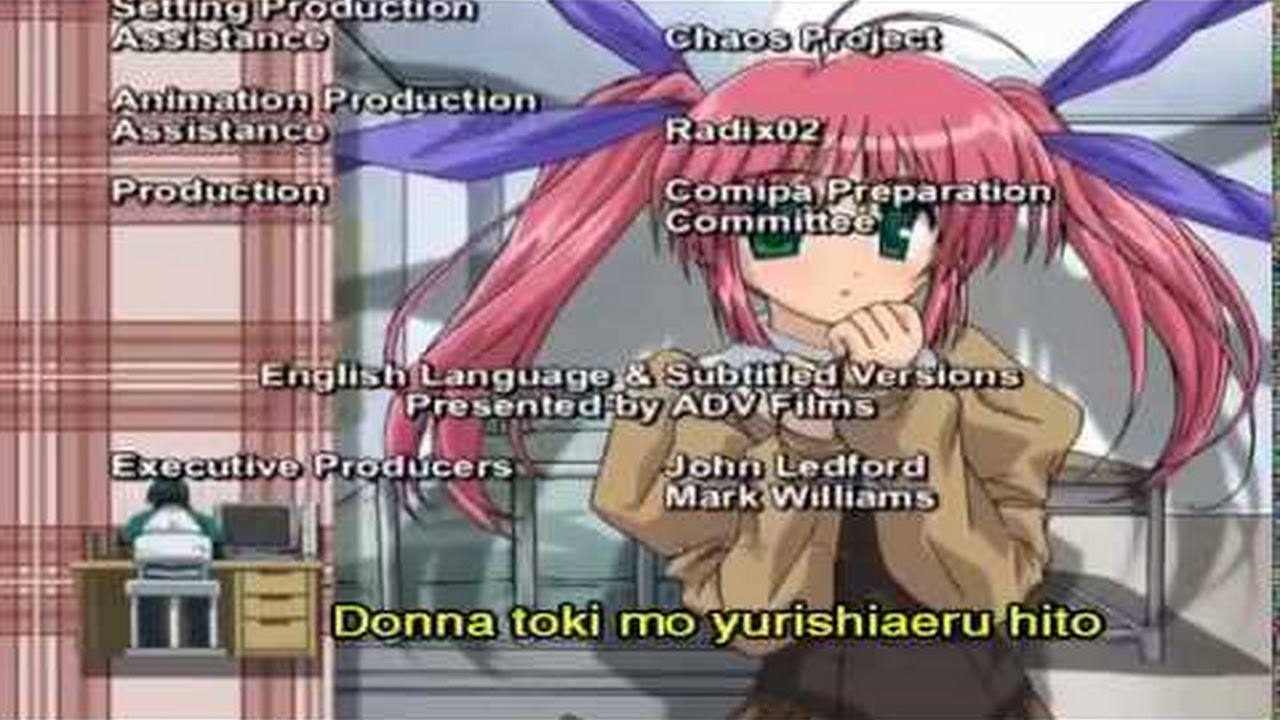 Setting Production
Assistance Chaos Project
Animation Production
Assistance Radix02
Production Comipa Preparation
Committee
English Language & Subtitled Versions
Presented by ADV Films
Executive Producers John Ledford
Mark Williams
Donna toki mo yurishiaeru hito